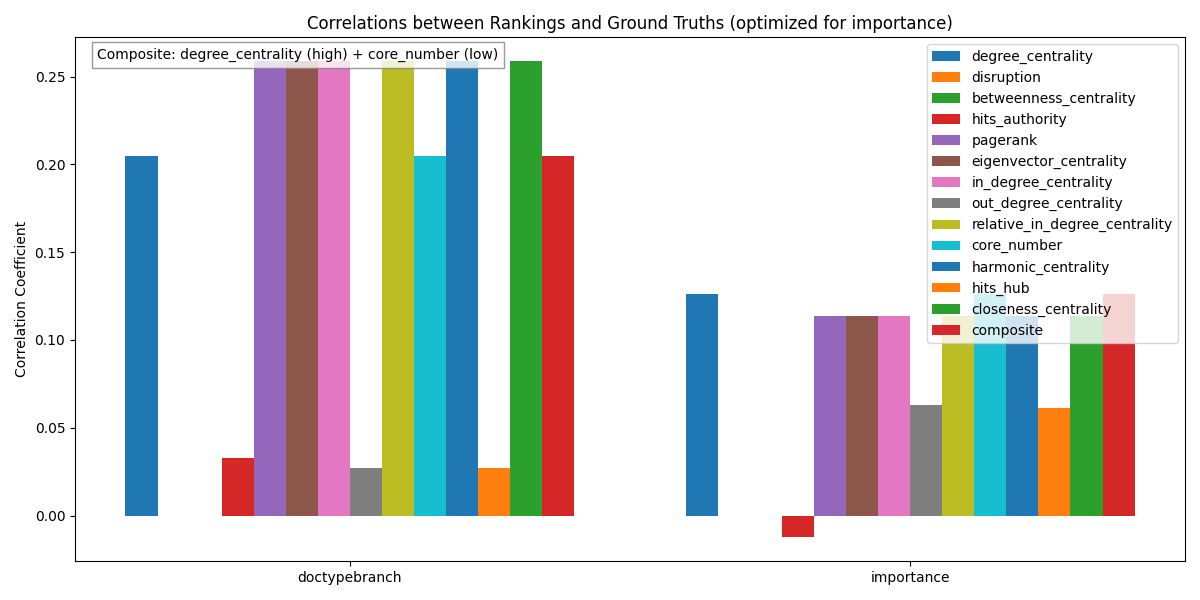 Correlations between Rankings and Ground Truths (optimized for importance)
Composite: degree_centrality (high) + core_number (low)
degree_centrality
disruption
betweenness_centrality
hits_authority
pagerank
eigenvector_centrality
in_degree_centrality
out_degree_centrality
relative_in_degree_centrality
core_number
harmonic_centrality
hits_hub
closeness_centrality
composite
Correlation Coefficient
0.25
0.20
0.15
0.10
0.05
0.00
doctypebranch
importance